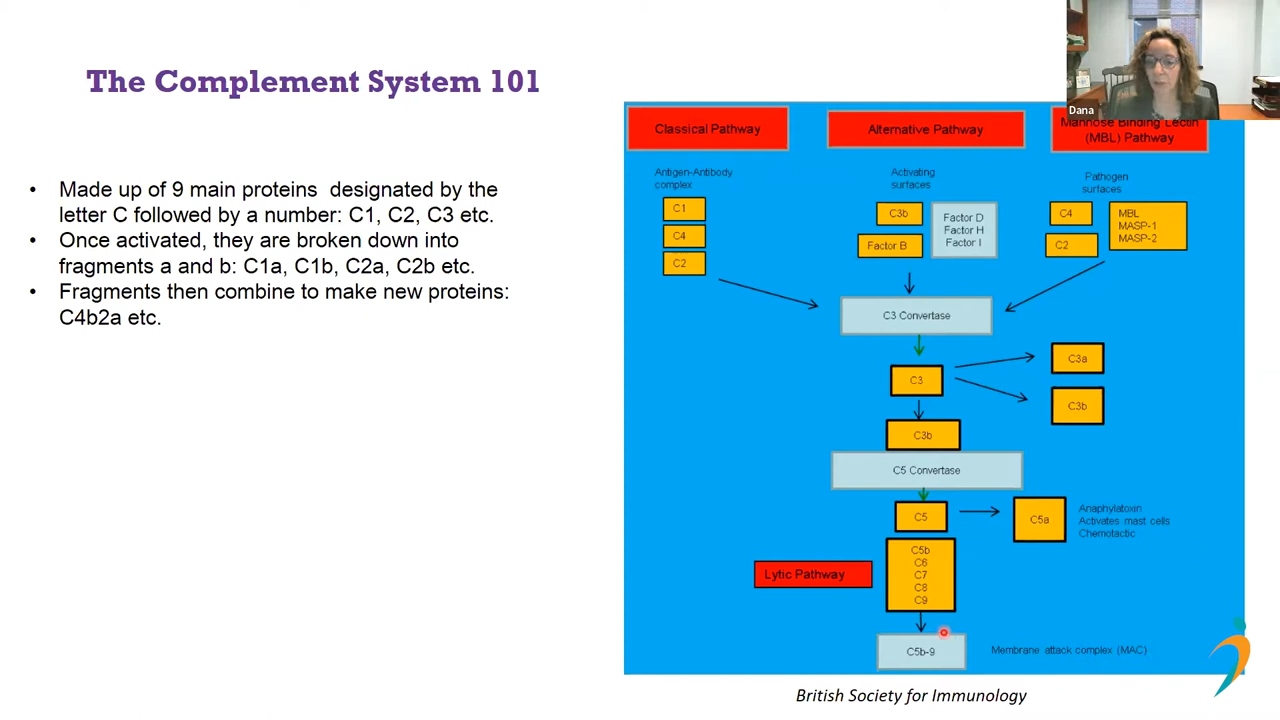 The Complement System 101
Dana
• Made up of 9 main proteins designated by the
letter C followed by a number: C1, C2, C3 etc.
• Once activated, they are broken down into
fragments a and b: C1a, C1b, C2a, C2b etc.
• Fragments then combine to make new proteins:
C4b2a etc.
Classical Pathway
Alternative Pathway
Mannose Binding Lectin
(MBL) Pathway
Antigen-Antibody
complex
C1
C4
C2
Activating
surfaces
C3b
Factor B
Factor D
Factor H
Factor I
Pathogen
surfaces
C4
C2
MBL
MASP-1
MASP-2
C3 Convertase
C3
C3a
C3b
C3b
C5 Convertase
C5
C5a
Anaphylatoxin
Activates mast cells
Chemotactic
Lytic Pathway
C5b
C6
C7
C8
C9
C5b-9
Membrane attack complex (MAC)
British Society for Immunology